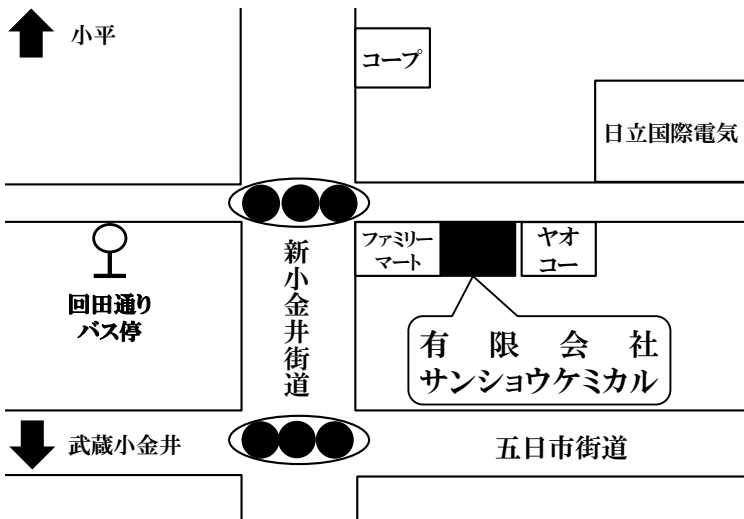 小平
コープ
日立国際電気
ファミリー
マート
ヤオ
コー
新小金井街道
回田通り
バス停
有限会社
サンショウケミカル
武蔵小金井
五日市街道